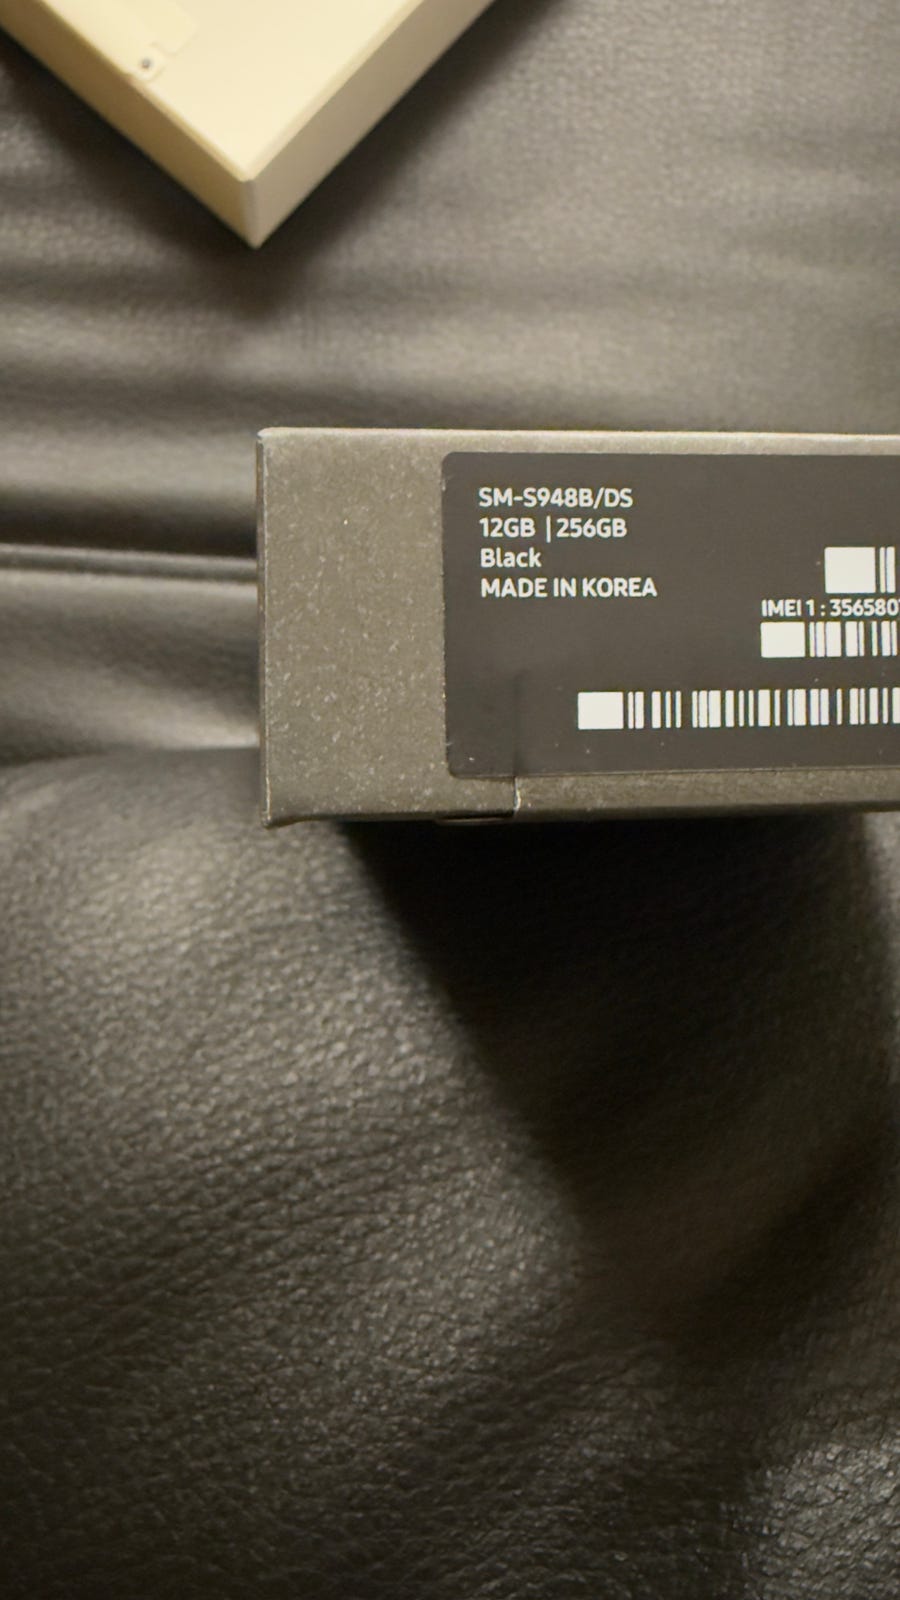 SM-S948B/DS
12GB | 256GB
Black
MADE IN KOREA
IMEI 1 : 356580